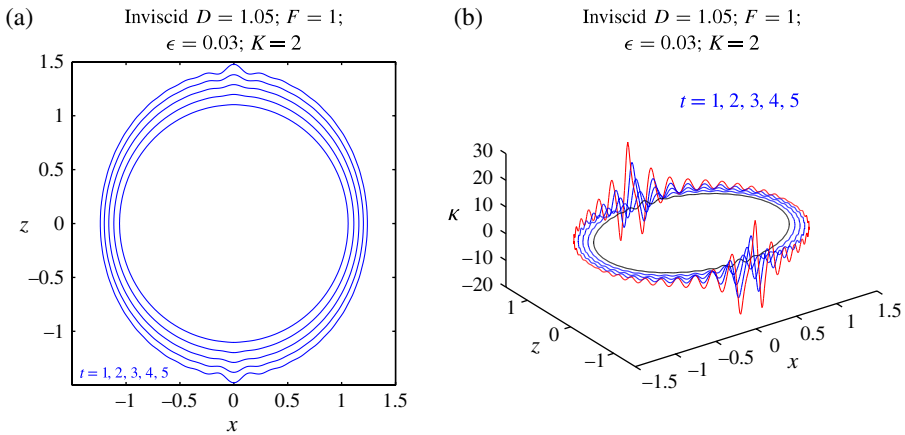 (a)
Inviscid D = 1.05; F = 1;
ϵ = 0.03; K = 2
1.5
1
0.5
z 0
−0.5
−1
t = 1, 2, 3, 4, 5
−1 −0.5 0 0.5 1 1.5
x
(b)
Inviscid D = 1.05; F = 1;
ϵ = 0.03; K = 2
t = 1, 2, 3, 4, 5
30
20
10
κ 0
−10
−20
1
0
−1
z
−1.5 −1 −0.5 0 0.5 1 1.5
x